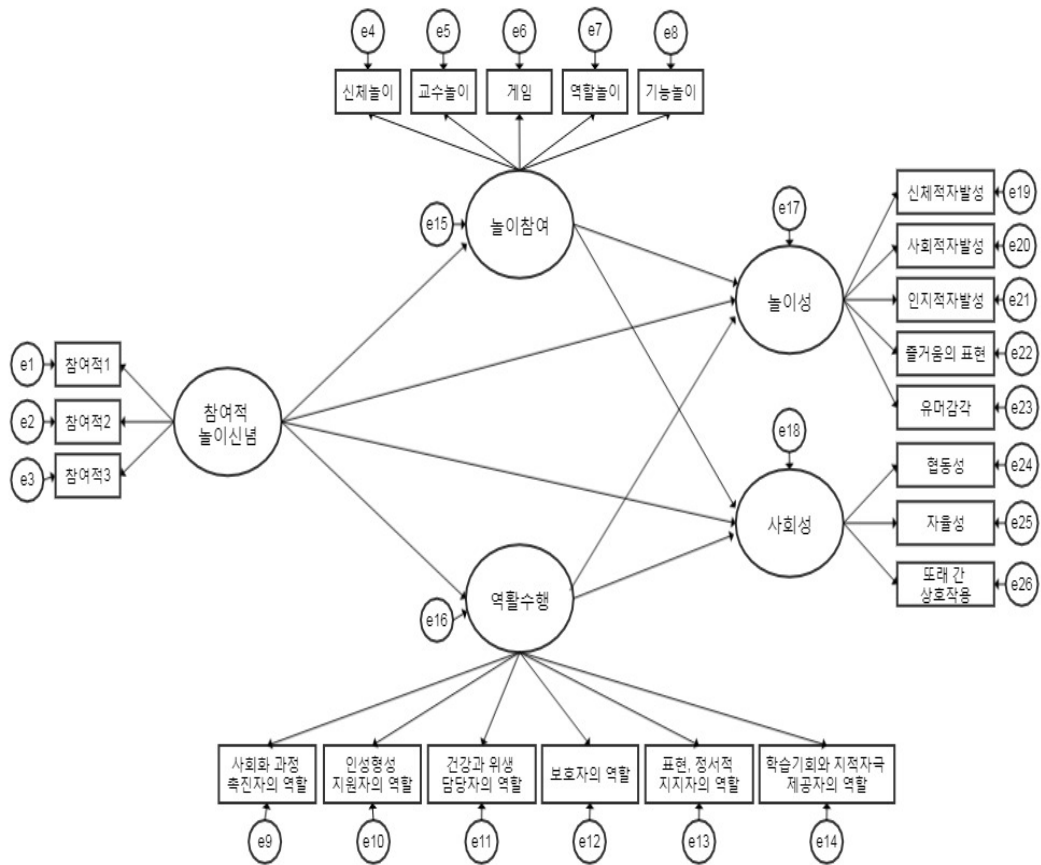 e4
e5
e6
e7
e8
신체놀이
교수놀이
게임
역할놀이
기능놀이
e15
놀이참여
e17
놀이성
신체적자발성
e19
사회적자발성
e20
인지적자발성
e21
즐거움의 표현
e22
유머감각
e23
e1
참여적1
e2
참여적2
e3
참여적3
참여적
놀이신념
e18
사회성
협동성
e24
자율성
e25
또래 간
상호작용
e26
e16
역활수행
사회화 과정
촉진자의 역할
인성형성
지원자의 역할
건강과 위생
담당자의 역할
보호자의 역할
표현, 정서적
지지자의 역할
학습기회와 지적자극
제공자의 역할
e9
e10
e11
e12
e13
e14